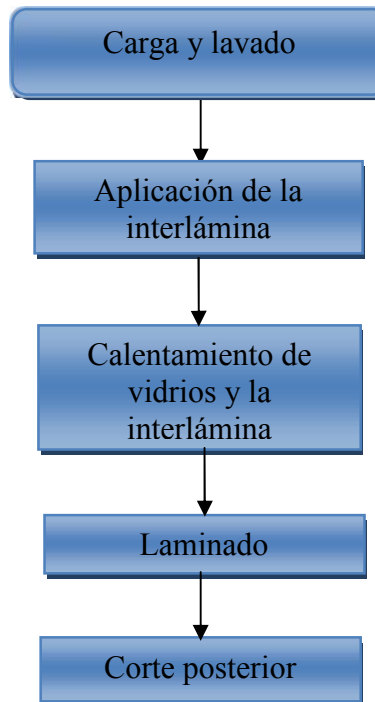 Carga y lavado
Aplicación de la
interlámina
Calentamiento de
vidrios y la
interlámina
Laminado
Corte posterior